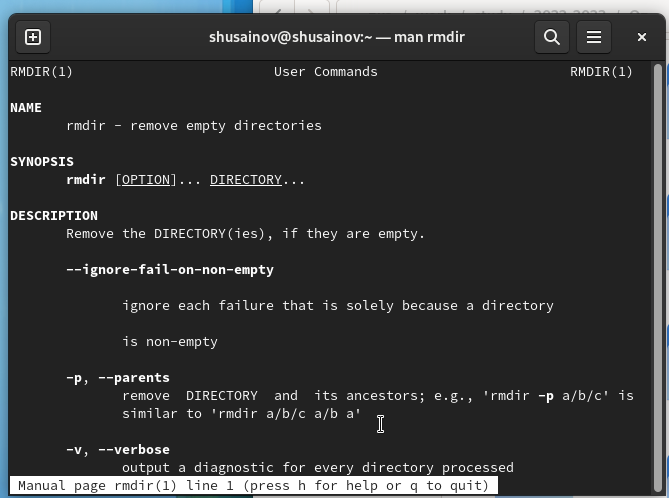 shusainov@shusainov:~ — man rmdir
RMDIR(1) User Commands RMDIR(1)
NAME
rmdir - remove empty directories
SYNOPSIS
rmdir [OPTION]... DIRECTORY...
DESCRIPTION
Remove the DIRECTORY(ies), if they are empty.
--ignore-fail-on-non-empty
ignore each failure that is solely because a directory
is non-empty
-p, --parents
remove DIRECTORY and its ancestors; e.g., 'rmdir -p a/b/c' is
similar to 'rmdir a/b/c a/b a'
-v, --verbose
output a diagnostic for every directory processed
Manual page rmdir(1) line 1 (press h for help or q to quit)